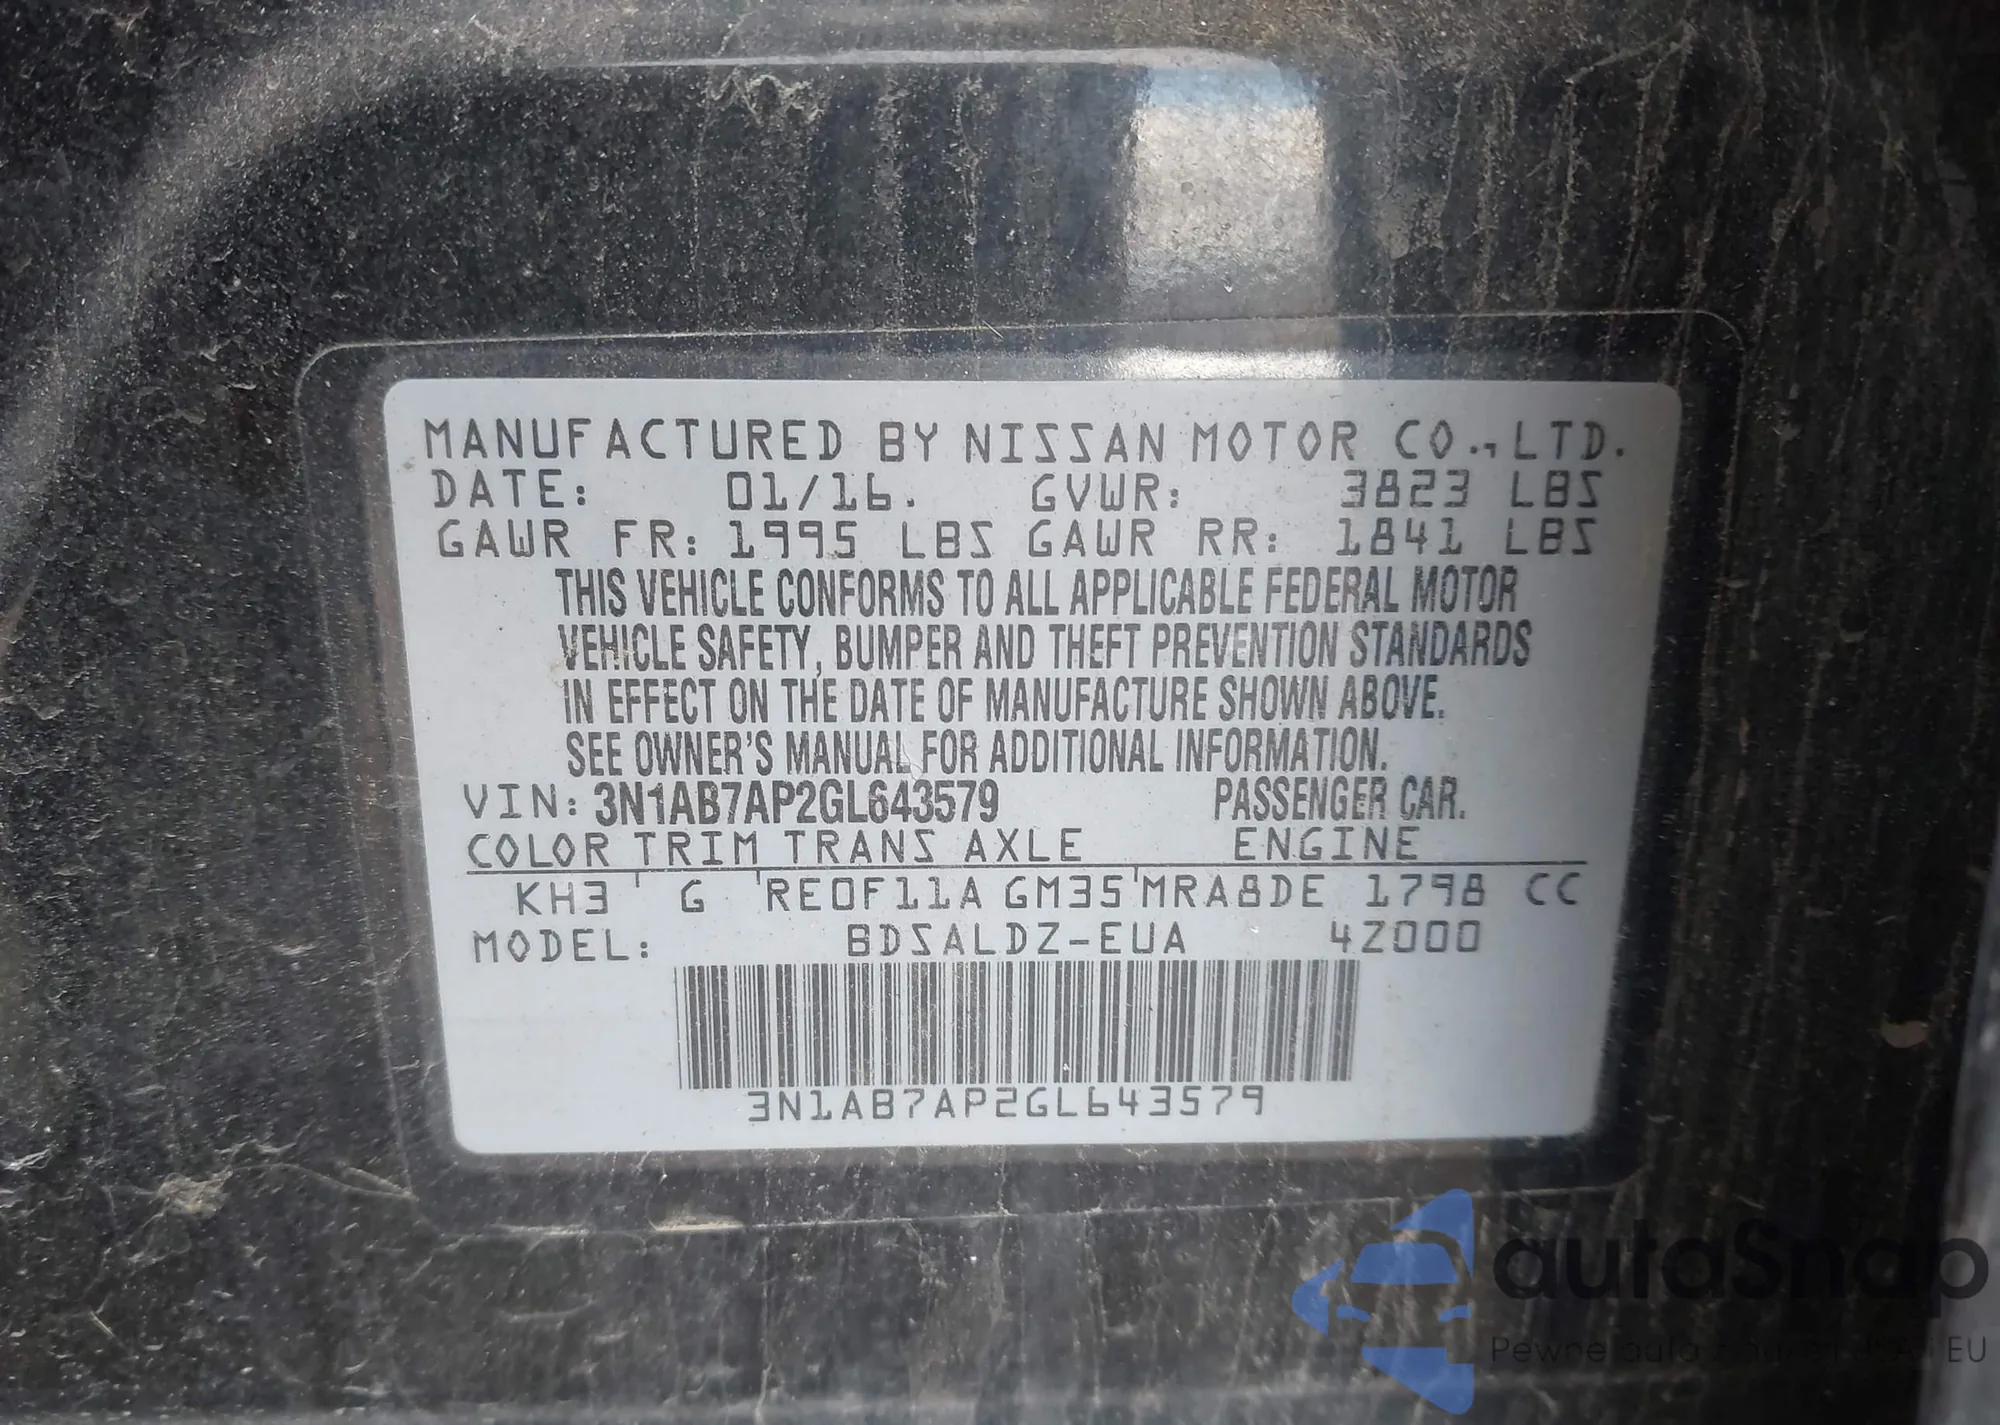 MANUFACTURED BY NISSAN MOTOR CO., LTD.
DATE: 01/16. GVWR: 3823 LBS
GAWR FR: 1995 LBS GAWR RR: 1841 LBS
THIS VEHICLE CONFORMS TO ALL APPLICABLE FEDERAL MOTOR
VEHICLE SAFETY, BUMPER AND THEFT PREVENTION STANDARDS
IN EFFECT ON THE DATE OF MANUFACTURE SHOWN ABOVE.
SEE OWNER'S MANUAL FOR ADDITIONAL INFORMATION.
VIN: 3N1AB7AP2GL643579 PASSENGER CAR.
COLOR TRIM TRANS AXLE ENGINE
KH3 G RE0F11A GM35 MRA8DE 1798 CC
MODEL: BDSALDZ-EUA 4Z000
3N1AB7AP2GL643579
autoSnap
Pewne auto EU